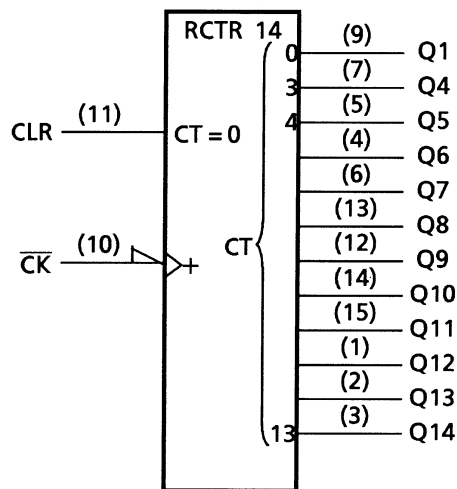 RCTR 14
0 (9) Q1
3 (7) Q4
4 (5) Q5
(4) Q6
CLR (11) CT = 0
(6) Q7
(13) Q8
C̅K̅ (10) + CT (12) Q9
(14) Q10
(15) Q11
(1) Q12
(2) Q13
13 (3) Q14